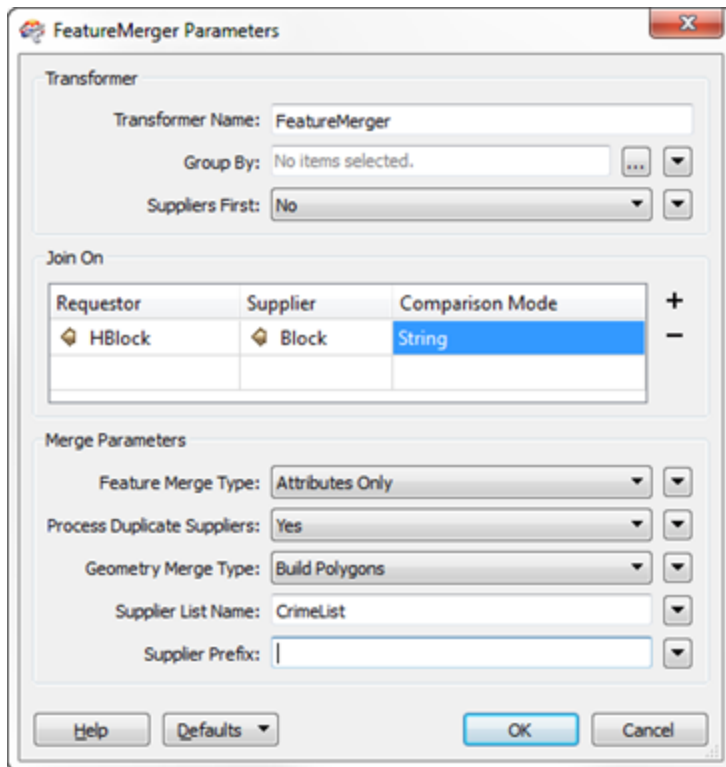 FeatureMerger Parameters
Transformer
Transformer Name: FeatureMerger
Group By: No items selected. ...
Suppliers First: No
Join On
Requestor Supplier Comparison Mode
HBlock Block String
Merge Parameters
Feature Merge Type: Attributes Only
Process Duplicate Suppliers: Yes
Geometry Merge Type: Build Polygons
Supplier List Name: CrimeList
Supplier Prefix:
Help Defaults OK Cancel